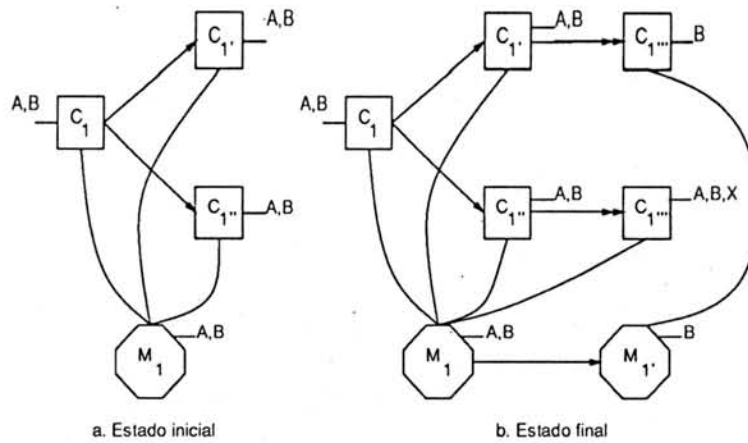 A,B
C1'
A,B
C1
C1''
A,B
M1
A,B
a. Estado inicial
A,B
C1'
C1'''
B
A,B
C1
A,B
C1''
C1'''
A,B,X
M1
A,B
M1'
B
b. Estado final